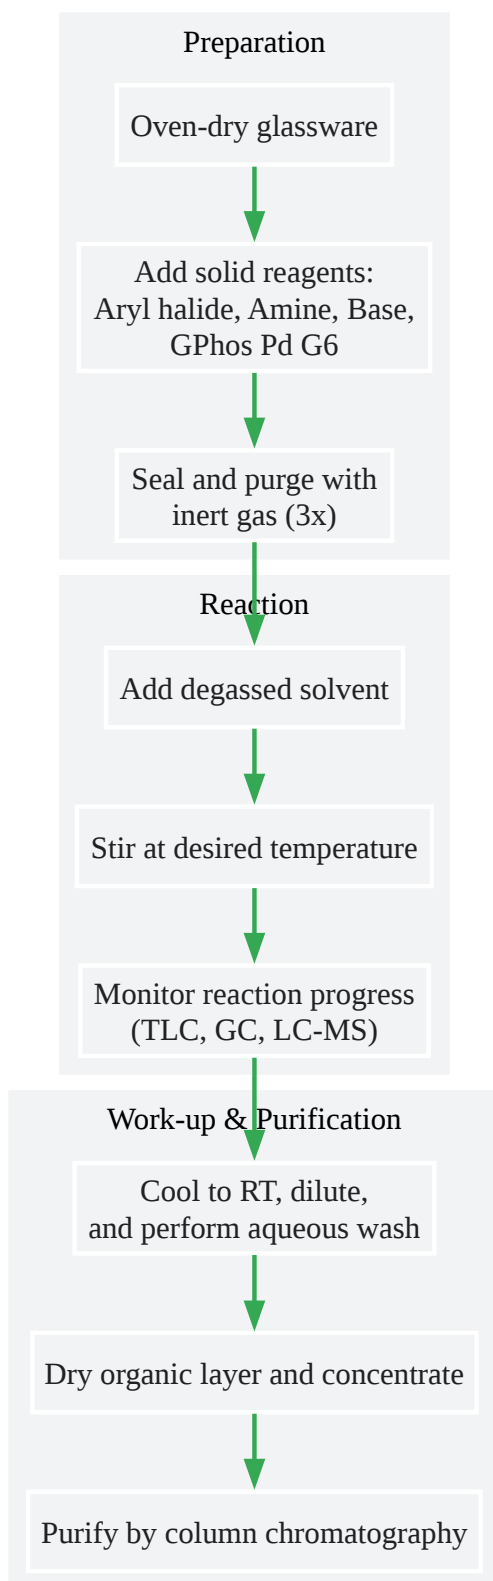 Preparation
Oven-dry glassware
Add solid reagents:
Aryl halide, Amine, Base,
GPhos Pd G6
Seal and purge with
inert gas (3x)
Reaction
Add degassed solvent
Stir at desired temperature
Monitor reaction progress
(TLC, GC, LC-MS)
Work-up & Purification
Cool to RT, dilute,
and perform aqueous wash
Dry organic layer and concentrate
Purify by column chromatography